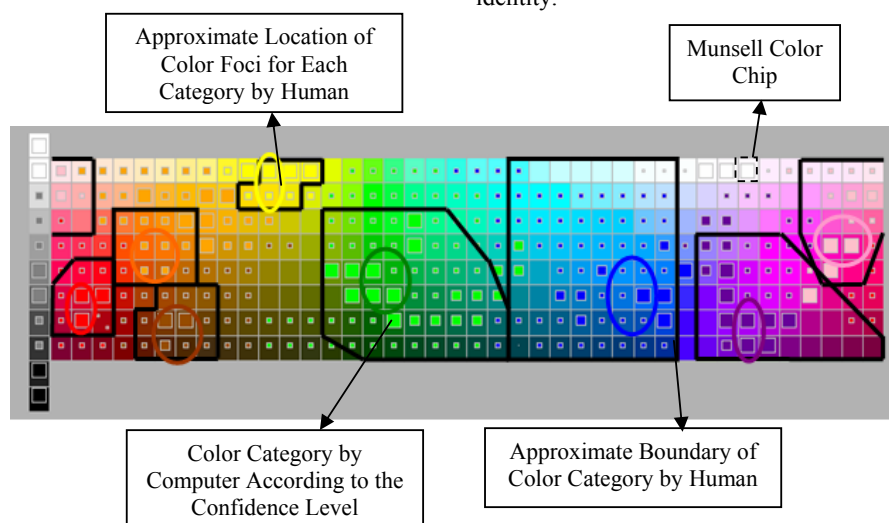 identity.
Approximate Location of
Color Foci for Each
Category by Human
Munsell Color
Chip
Color Category by
Computer According to the
Confidence Level
Approximate Boundary of
Color Category by Human